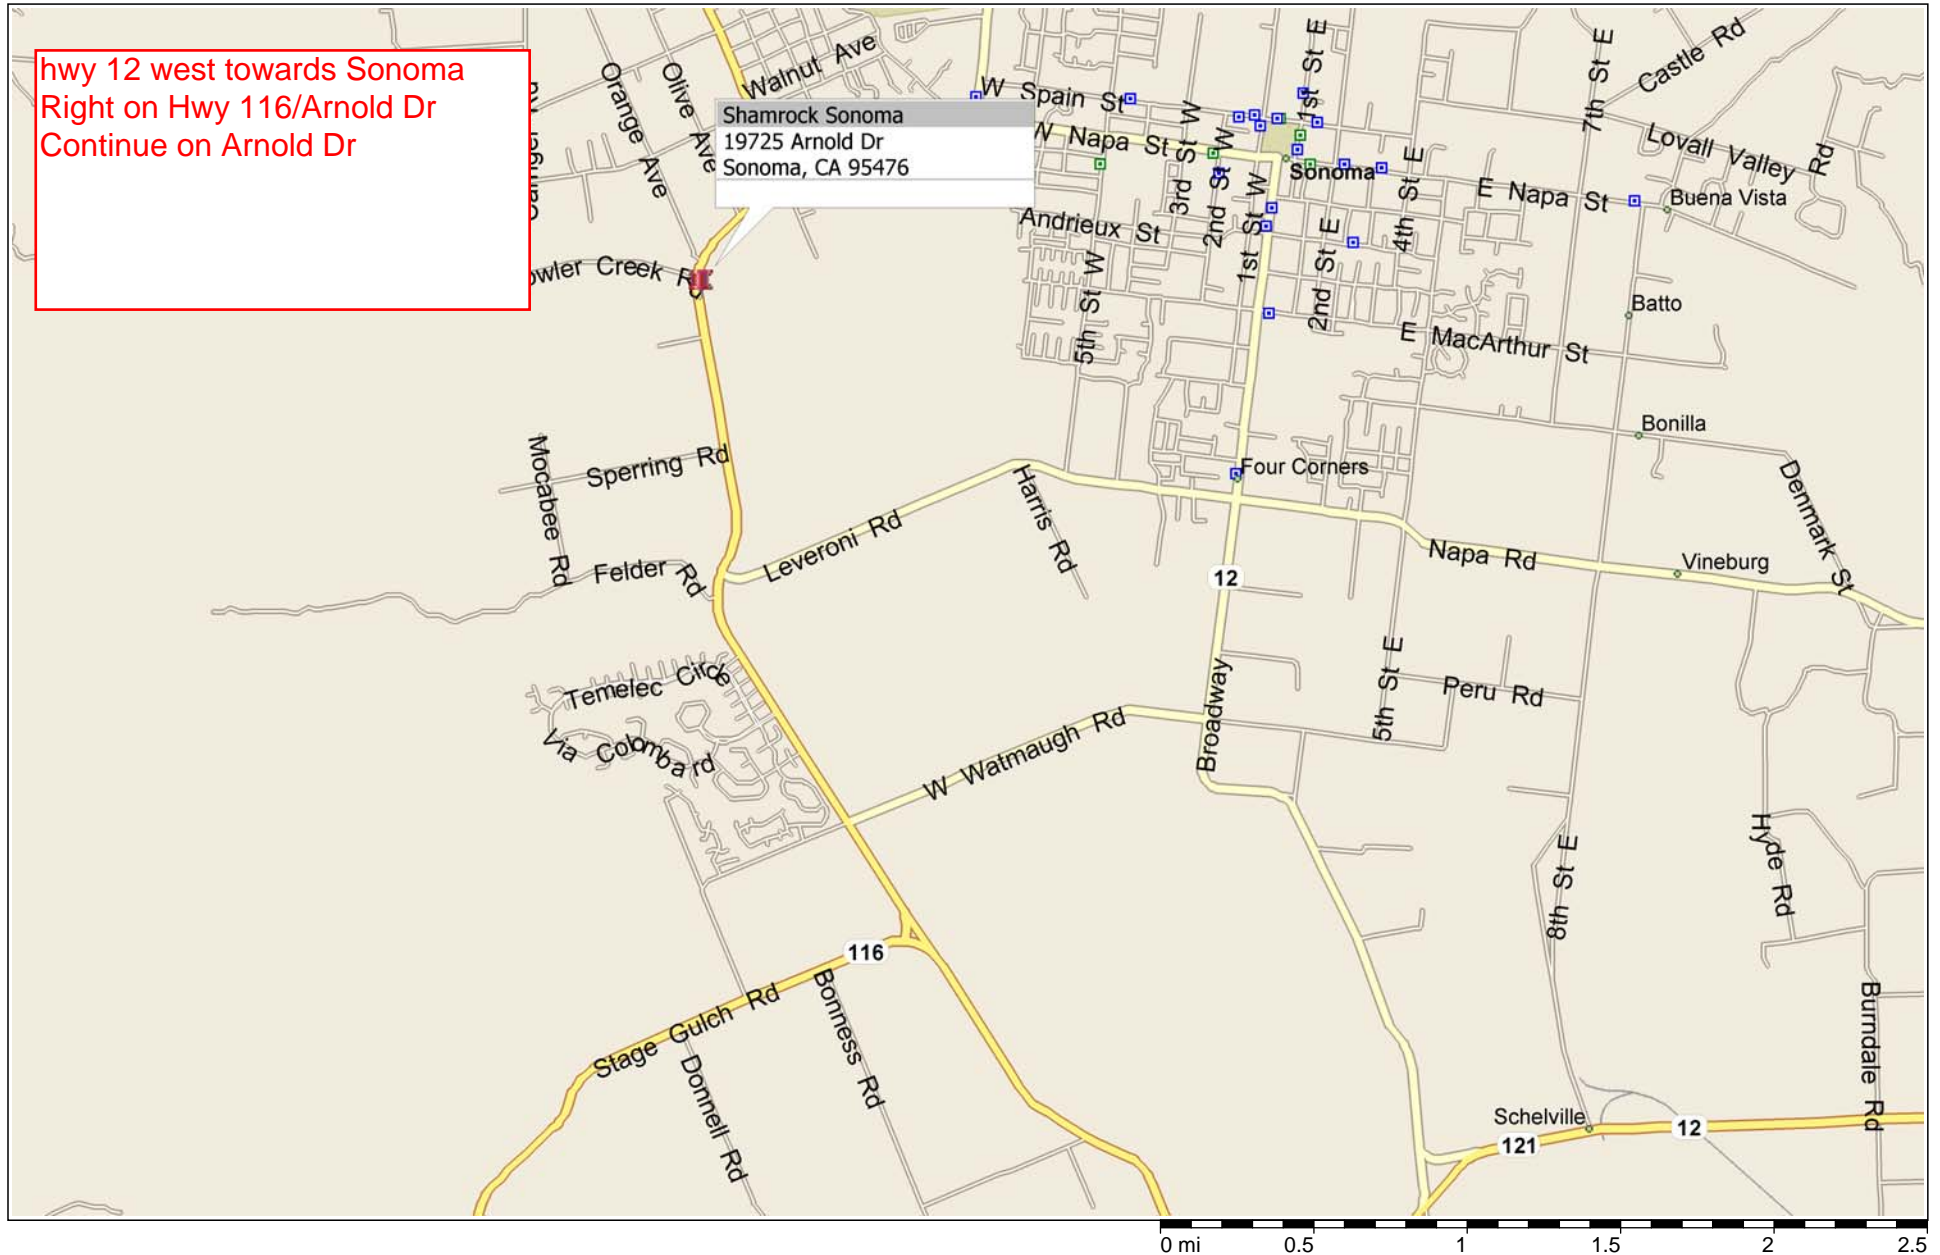 hwy 12 west towards Sonoma
Right on Hwy 116/Arnold Dr
Continue on Arnold Dr
Shamrock Sonoma
19725 Arnold Dr
Sonoma, CA 95476
Orange Ave
Olive Ave
Walnut Ave
W Spain St
W Napa St
3rd St W
2nd St W
1st St W
1st St E
Sonoma
4th St E
2nd St E
7th St E
Castle Rd
Lovall Valley Rd
E Napa St
Buena Vista
Andrieux St
5th St W
Batto
E MacArthur St
owler Creek Rd
Bonilla
Four Corners
Denmark St
Sperring Rd
Mocabee Rd
Harris Rd
Leveroni Rd
Felder Rd
Napa Rd
Vineburg
12
Temelec Circle
Via Colombard
W Watmaugh Rd
Broadway
5th St E
Peru Rd
Hyde Rd
8th St E
116
Stage Gulch Rd
Bonness Rd
Donnell Rd
Burndale Rd
Schelville
121
12
0 mi 0.5 1 1.5 2 2.5